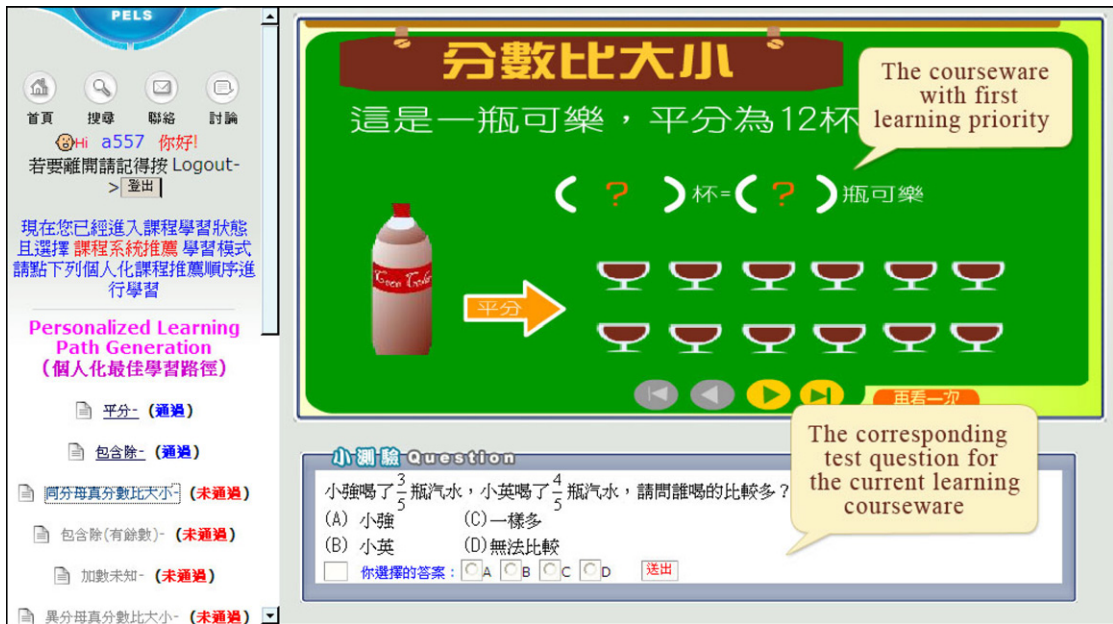 PELS
首頁 搜尋 聯絡 討論
Hi a557 你好!
若要離開請記得按 Logout-
> 登出
現在您已經進入課程學習狀態
且選擇 課程系統推薦 學習模式
請點下列個人化課程推薦順序進
行學習
Personalized Learning
Path Generation
(個人化最佳學習路徑)
平分- (通過)
包含除- (通過)
同分母真分數比大小- (未通過)
包含除(有餘數)- (未通過)
加數未知- (未通過)
異分母真分數比大小- (未通過)
分數比大小
這是一瓶可樂，平分為12杯
( ? )杯=( ? )瓶可樂
平分
再看一次
The courseware
with first
learning priority
小測驗 Question
小強喝了3/5瓶汽水，小英喝了4/5瓶汽水，請問誰喝的比較多？
(A) 小強 (C)一樣多
(B) 小英 (D)無法比較
你選擇的答案：A B C D 送出
The corresponding
test question for
the current learning
courseware